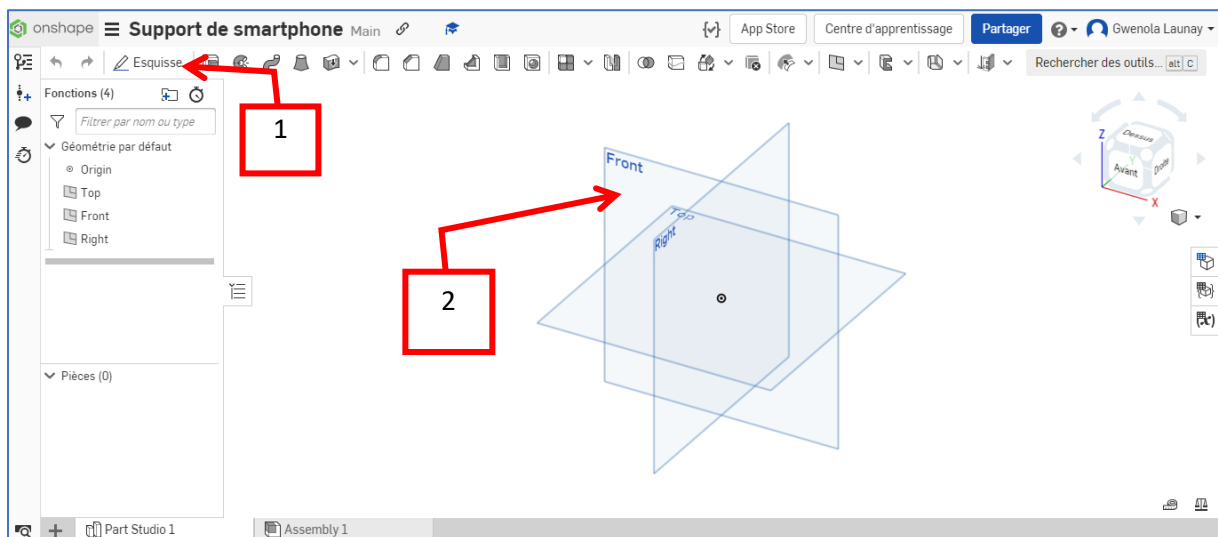 onshape Support de smartphone Main App Store Centre d'apprentissage Partager Gwenola Launay
Esquisse Rechercher des outils... alt C
Fonctions (4)
Filtrer par nom ou type
Géométrie par défaut
Origin
Top
Front
Right
Pièces (0)
1
2
Front
Top
Right
Dessus
Avant
Droite
Z
Y
X
(x)
Part Studio 1
Assembly 1